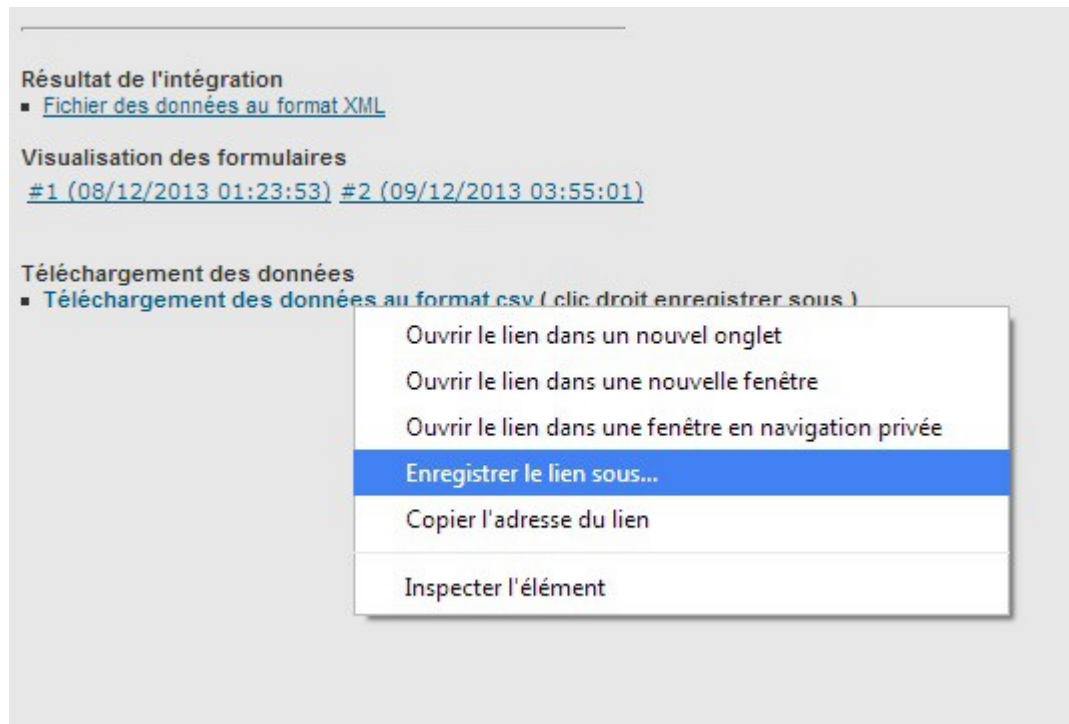 Résultat de l'intégration
Fichier des données au format XML
Visualisation des formulaires
#1 (08/12/2013 01:23:53) #2 (09/12/2013 03:55:01)
Téléchargement des données
Téléchargement des données au format csv ( clic droit enregistrer sous )
Ouvrir le lien dans un nouvel onglet
Ouvrir le lien dans une nouvelle fenêtre
Ouvrir le lien dans une fenêtre en navigation privée
Enregistrer le lien sous...
Copier l'adresse du lien
Inspecter l'élément